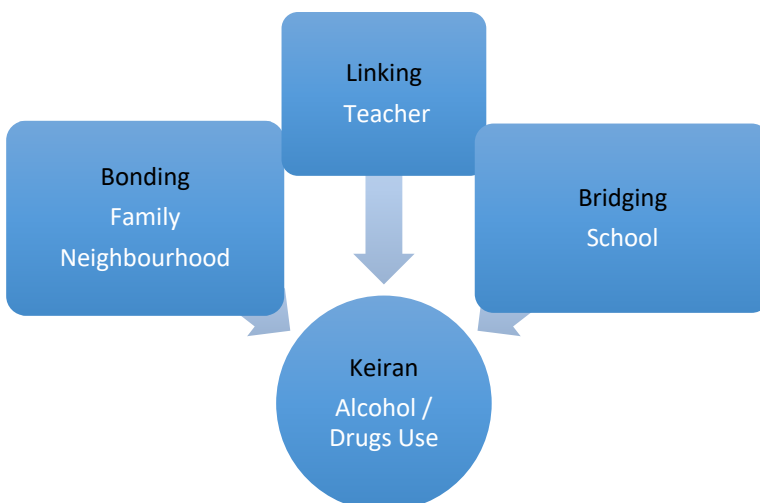 Linking
Teacher
Bonding
Family
Neighbourhood
Bridging
School
Keiran
Alcohol /
Drugs Use